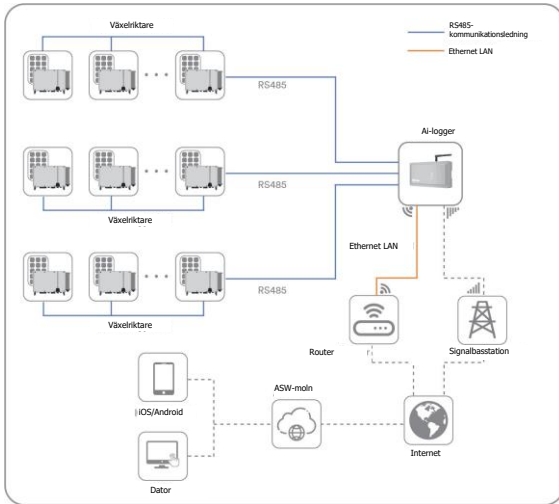 Växelriktare
RS485-
kommunikationsledning
Ethernet LAN
RS485
Ai-logger
RS485
Växelriktare
Ethernet LAN
RS485
Växelriktare
Router
Signalbasstation
ASW-moln
iOS/Android
Internet
Dator